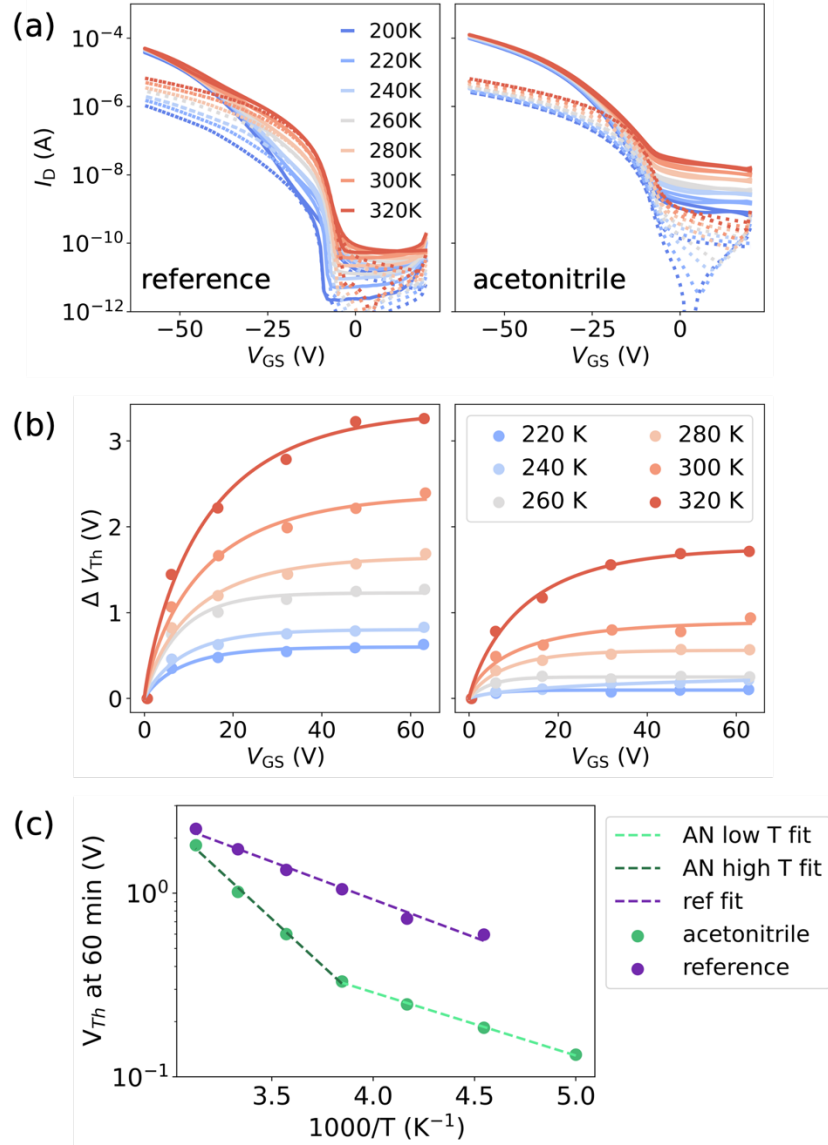 (a)
I_D (A)
10⁻⁴
10⁻⁶
10⁻⁸
10⁻¹⁰
10⁻¹²
200K
220K
240K
260K
280K
300K
320K
reference
acetonitrile
−50 −25 0
V_GS (V)
−50 −25 0
V_GS (V)
(b)
Δ V_Th (V)
3
2
1
0
220 K 280 K
240 K 300 K
260 K 320 K
0 20 40 60
V_GS (V)
0 20 40 60
V_GS (V)
(c)
V_Th at 60 min (V)
10⁰
10⁻¹
3.5 4.0 4.5 5.0
1000/T (K⁻¹)
AN low T fit
AN high T fit
ref fit
acetonitrile
reference